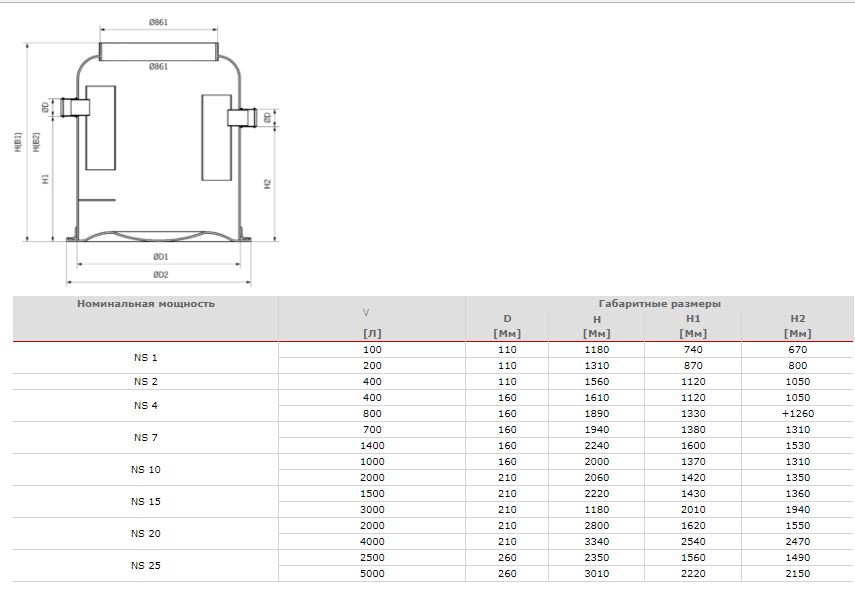 Ø861
Ø861
ØD
ØD
H(B1)
H(B2)
H1
H2
ØD1
ØD2
Номинальная мощность V Габаритные размеры
D H H1 H2
[Л] [Мм] [Мм] [Мм] [Мм]
NS 1 100 110 1180 740 670
200 110 1310 870 800
NS 2 400 110 1560 1120 1050
NS 4 400 160 1610 1120 1050
800 160 1890 1330 +1260
NS 7 700 160 1940 1380 1310
1400 160 2240 1600 1530
NS 10 1000 160 2000 1370 1310
2000 210 2060 1420 1350
NS 15 1500 210 2220 1430 1360
3000 210 1180 2010 1940
NS 20 2000 210 2800 1620 1550
4000 210 3340 2540 2470
NS 25 2500 260 2350 1560 1490
5000 260 3010 2220 2150